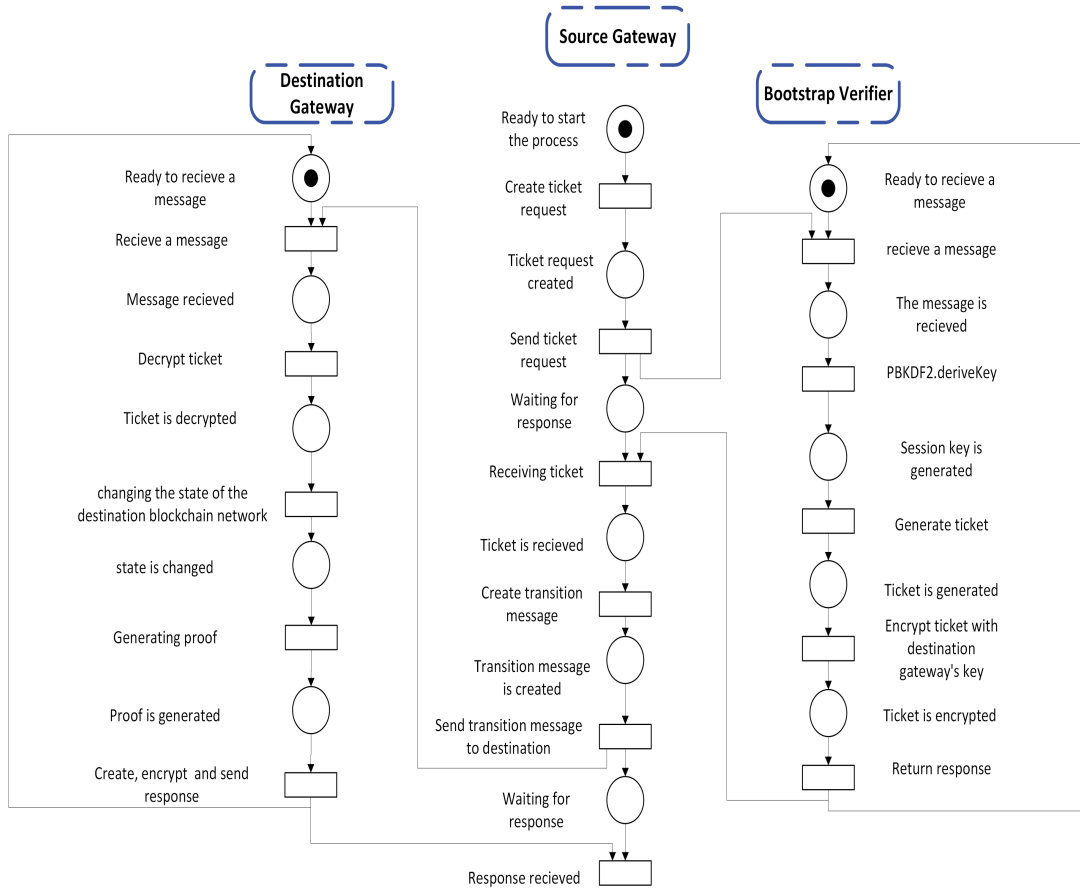 Source Gateway
Destination
Gateway
Bootstrap Verifier
Ready to recieve a
message
Recieve a message
Message recieved
Decrypt ticket
Ticket is decrypted
changing the state of the
destination blockchain network
state is changed
Generating proof
Proof is generated
Create, encrypt and send
response
Ready to start
the process
Create ticket
request
Ticket request
created
Send ticket
request
Waiting for
response
Receiving ticket
Ticket is recieved
Create transition
message
Transition message
is created
Send transition message
to destination
Waiting for
response
Response recieved
Ready to recieve a
message
recieve a message
The message is
recieved
PBKDF2.deriveKey
Session key is
generated
Generate ticket
Ticket is generated
Encrypt ticket with
destination
gateway's key
Ticket is encrypted
Return response